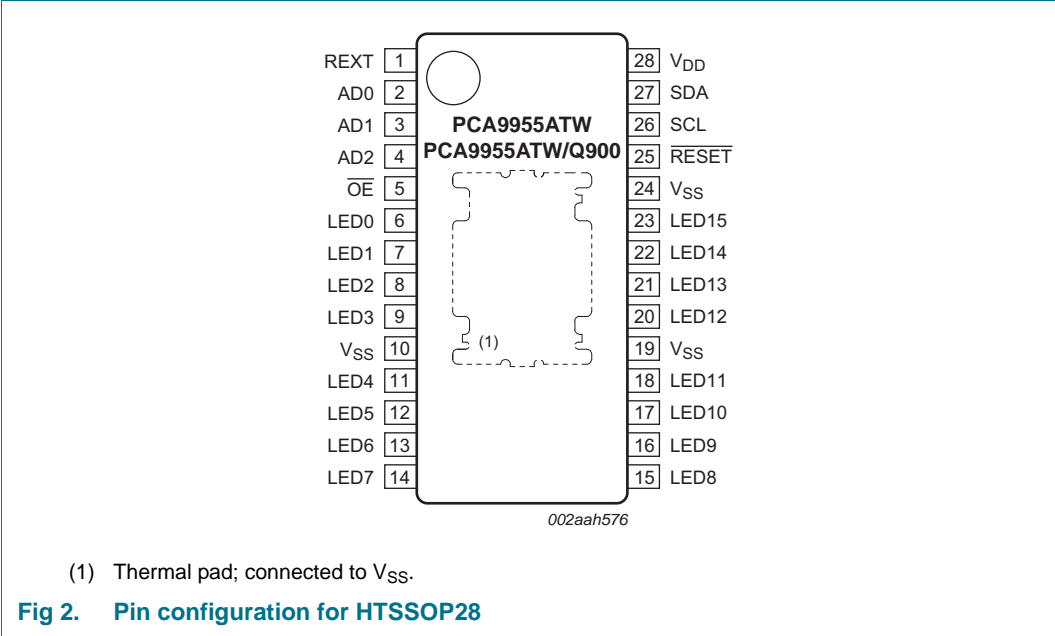 REXT 1
AD0 2
AD1 3
AD2 4
OE 5
LED0 6
LED1 7
LED2 8
LED3 9
VSS 10
LED4 11
LED5 12
LED6 13
LED7 14
PCA9955ATW
PCA9955ATW/Q900
(1)
28 VDD
27 SDA
26 SCL
25 RESET
24 VSS
23 LED15
22 LED14
21 LED13
20 LED12
19 VSS
18 LED11
17 LED10
16 LED9
15 LED8
002aah576
(1) Thermal pad; connected to VSS.
Fig 2. Pin configuration for HTSSOP28